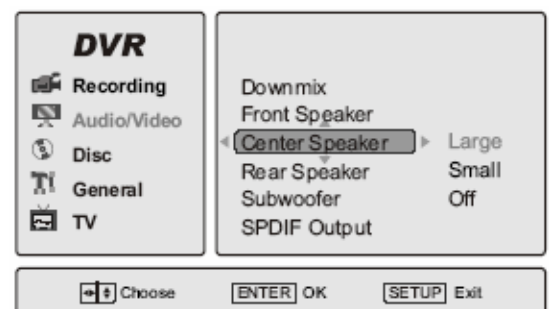 DVR
Recording
Audio/Video
Disc
General
TV
Downmix
Front Speaker
Center Speaker
Rear Speaker
Subwoofer
SPDIF Output
Large
Small
Off
Choose ENTER OK SETUP Exit